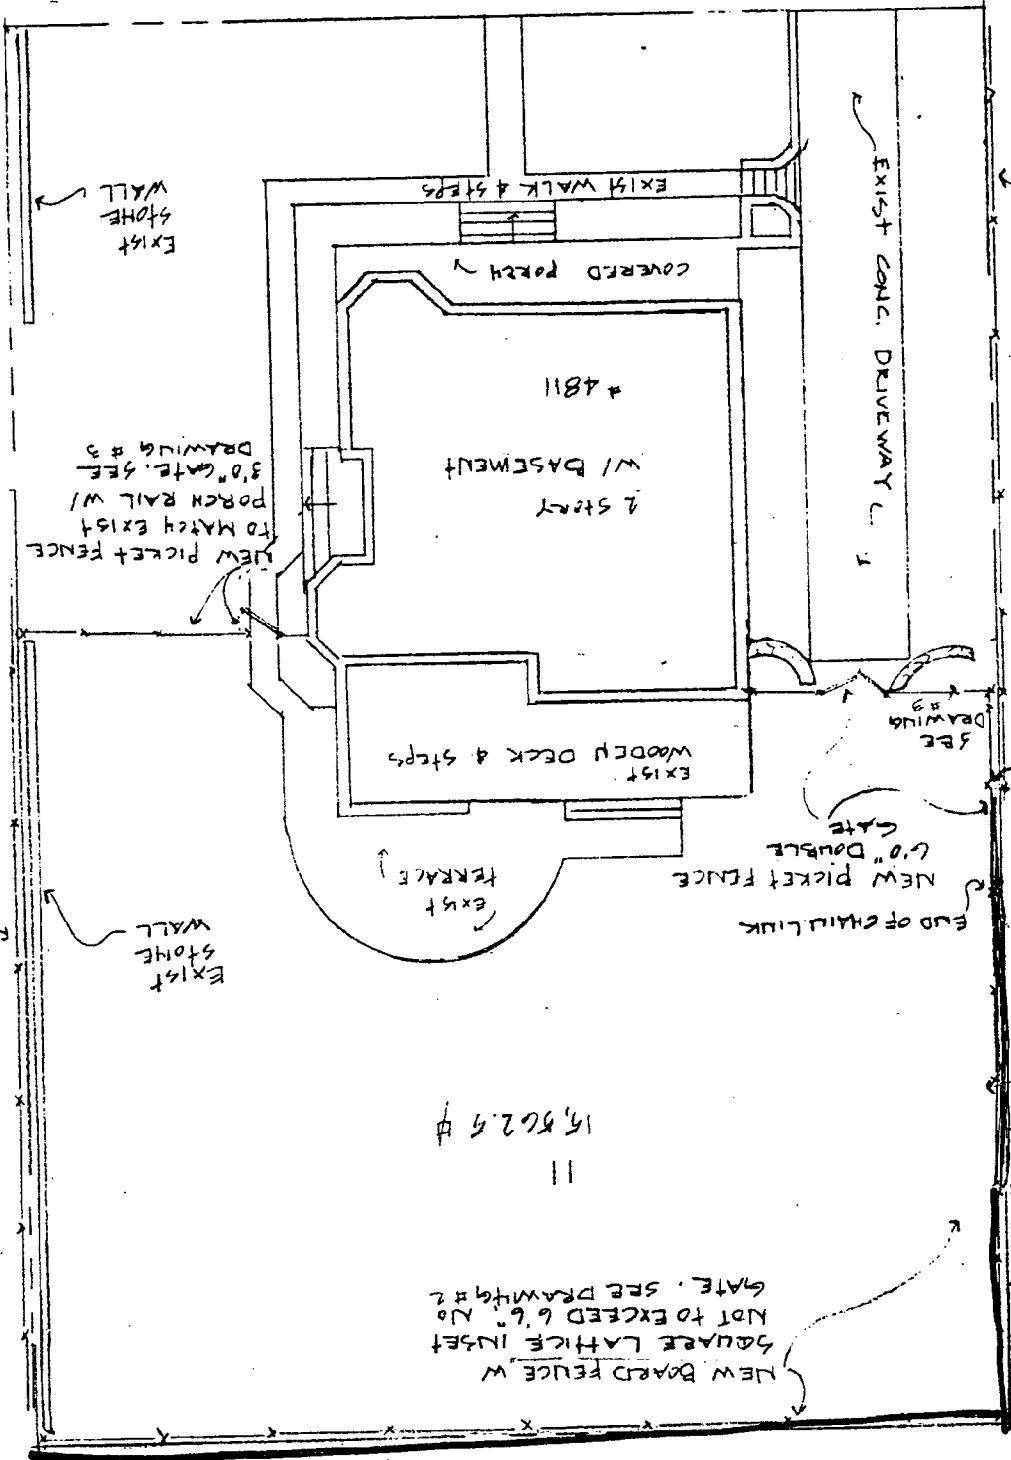 NEW BOARD FENCE W
SQUARE LATTICE INSET
NOT TO EXCEED 6'6", NO
GATE. SEE DRAWING #2
11
15,562.5
EXIST
STONE
WALL
END OF CHAIN LINK
NEW PICKET FENCE
6'0" DOUBLE
GATE
SEE
DRAWING
#3
EXIST
TERRACE
EXIST
WOODEN DECK & STEPS
NEW PICKET FENCE
TO MATCH EXIST
PORCH RAIL W/
3'0" GATE. SEE
DRAWING #3
2 STORY
W/ BASEMENT
# 4811
COVERED PORCH
EXIST WALK & STEPS
EXIST CONC. DRIVEWAY
EXIST
STONE
WALL